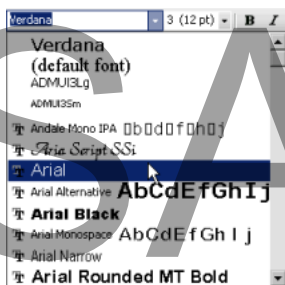 Verdana 3 (12 pt) B I
Verdana
(default font)
ADMUI3Lg
ADMUI3Sm
Andale Mono IPA
Aria Script SSi
Arial
Arial Alternative AbCdEfGhIj
Arial Black
Arial Monospace AbCdEfGhIj
Arial Narrow
Arial Rounded MT Bold